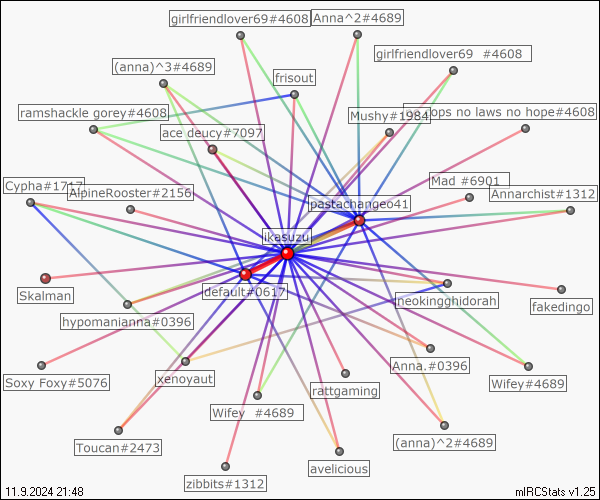 girlfriendlover69#4608
Anna^2#4689
girlfriendlover69 #4608
(anna)^3#4689
frisout
ramshackle gorey#4608
Mushy#1984
no laws no hope#4608
ace deucy#7097
Cypha#1717
AlpineRooster#2156
Mad #6901
Annarchist#1312
pastachangeo41
ikasuzu
Skalman
default#0617
neokingghidorah
fakedingo
hypomanianna#0396
Anna.#0396
Soxy Foxy#5076
xenoyaut
rattgaming
Wifey#4689
Wifey #4689
Toucan#2473
(anna)^2#4689
avelicious
zibbits#1312
11.9.2024 21:48
mIRCStats v1.25